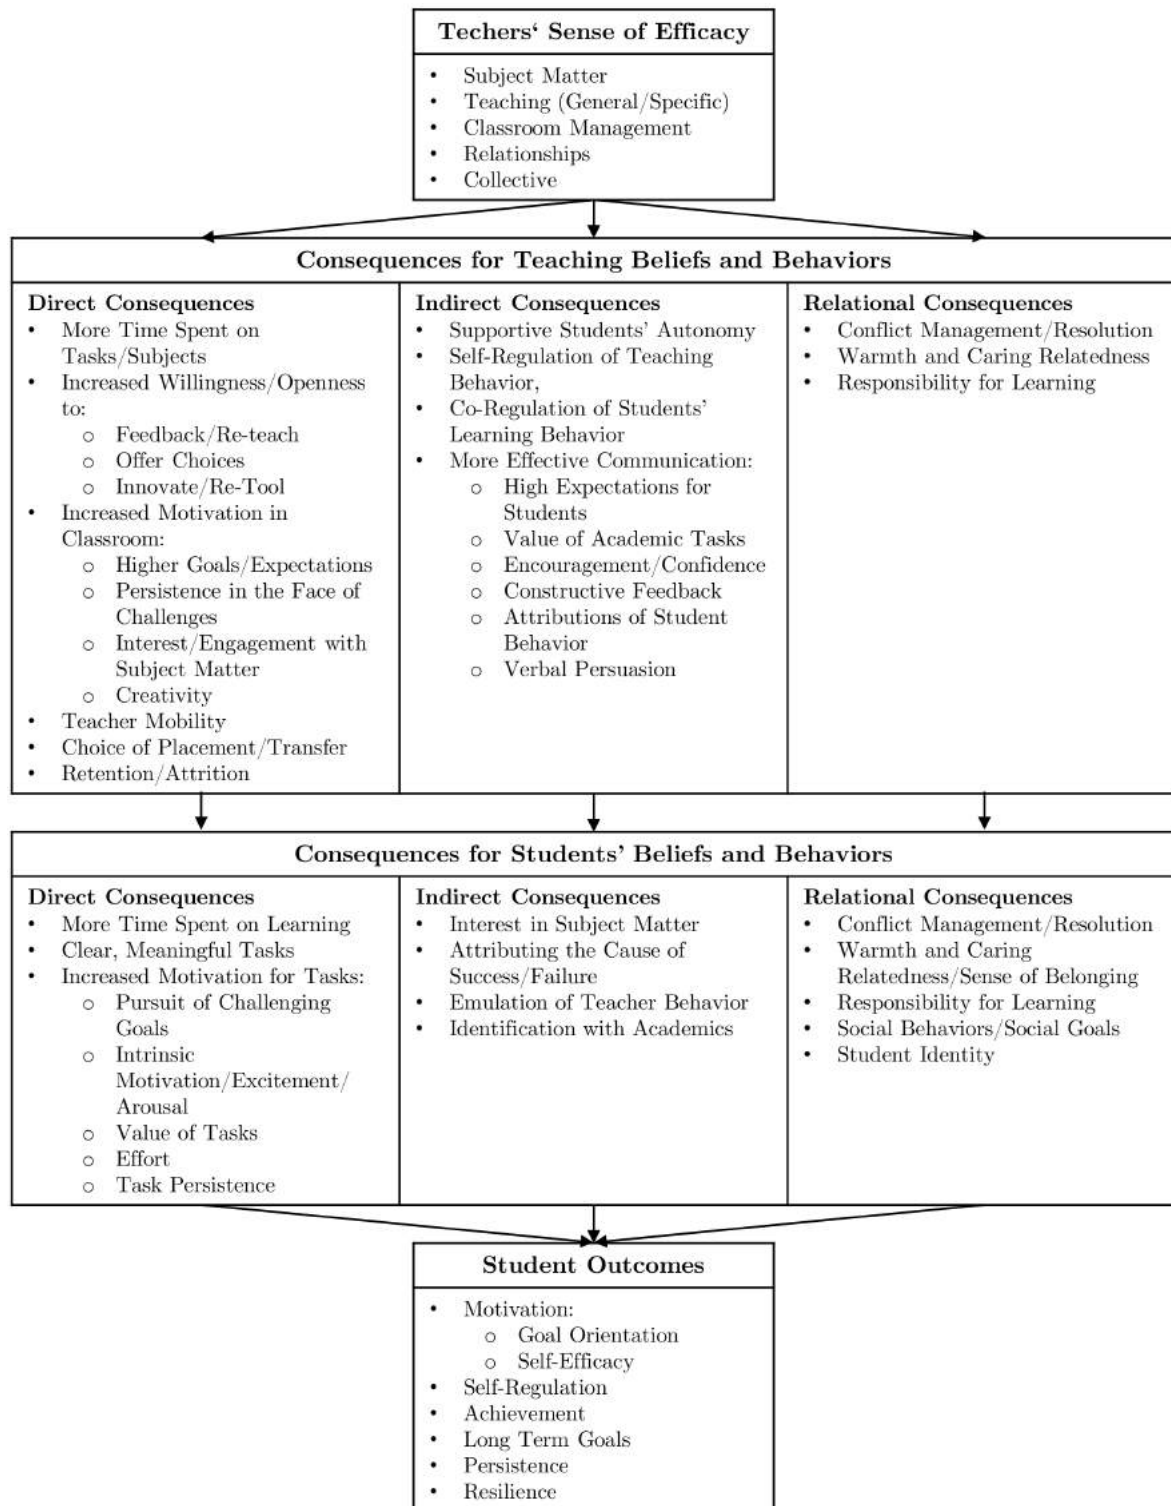 Techers‘ Sense of Efficacy
• Subject Matter
• Teaching (General/Specific)
• Classroom Management
• Relationships
• Collective
Consequences for Teaching Beliefs and Behaviors
Direct Consequences
• More Time Spent on
Tasks/Subjects
• Increased Willingness/Openness
to:
○ Feedback/Re-teach
○ Offer Choices
○ Innovate/Re-Tool
• Increased Motivation in
Classroom:
○ Higher Goals/Expectations
○ Persistence in the Face of
Challenges
○ Interest/Engagement with
Subject Matter
○ Creativity
• Teacher Mobility
• Choice of Placement/Transfer
• Retention/Attrition
Indirect Consequences
• Supportive Students’ Autonomy
• Self-Regulation of Teaching
Behavior,
• Co-Regulation of Students’
Learning Behavior
• More Effective Communication:
○ High Expectations for
Students
○ Value of Academic Tasks
○ Encouragement/Confidence
○ Constructive Feedback
○ Attributions of Student
Behavior
○ Verbal Persuasion
Relational Consequences
• Conflict Management/Resolution
• Warmth and Caring Relatedness
• Responsibility for Learning
Consequences for Students’ Beliefs and Behaviors
Direct Consequences
• More Time Spent on Learning
• Clear, Meaningful Tasks
• Increased Motivation for Tasks:
○ Pursuit of Challenging
Goals
○ Intrinsic
Motivation/Excitement/
Arousal
○ Value of Tasks
○ Effort
○ Task Persistence
Indirect Consequences
• Interest in Subject Matter
• Attributing the Cause of
Success/Failure
• Emulation of Teacher Behavior
• Identification with Academics
Relational Consequences
• Conflict Management/Resolution
• Warmth and Caring
Relatedness/Sense of Belonging
• Responsibility for Learning
• Social Behaviors/Social Goals
• Student Identity
Student Outcomes
• Motivation:
○ Goal Orientation
○ Self-Efficacy
• Self-Regulation
• Achievement
• Long Term Goals
• Persistence
• Resilience